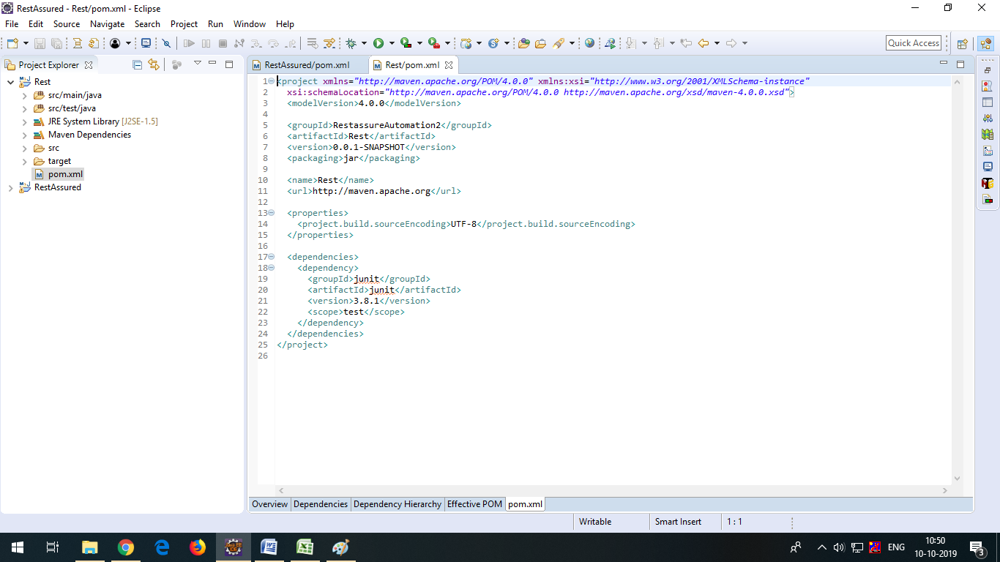 RestAssured - Rest/pom.xml - Eclipse
File Edit Source Navigate Search Project Run Window Help
Quick Access
Project Explorer
RestAssured/pom.xml
Rest/pom.xml
Rest
src/main/java
src/test/java
JRE System Library [J2SE-1.5]
Maven Dependencies
src
target
pom.xml
RestAssured
1 <project xmlns="http://maven.apache.org/POM/4.0.0" xmlns:xsi="http://www.w3.org/2001/XMLSchema-instance"
2 xsi:schemaLocation="http://maven.apache.org/POM/4.0.0 http://maven.apache.org/xsd/maven-4.0.0.xsd">
3 <modelVersion>4.0.0</modelVersion>
4
5 <groupId>RestassureAutomation2</groupId>
6 <artifactId>Rest</artifactId>
7 <version>0.0.1-SNAPSHOT</version>
8 <packaging>jar</packaging>
9
10 <name>Rest</name>
11 <url>http://maven.apache.org</url>
12
13 <properties>
14 <project.build.sourceEncoding>UTF-8</project.build.sourceEncoding>
15 </properties>
16
17 <dependencies>
18 <dependency>
19 <groupId>junit</groupId>
20 <artifactId>junit</artifactId>
21 <version>3.8.1</version>
22 <scope>test</scope>
23 </dependency>
24 </dependencies>
25 </project>
26
Overview Dependencies Dependency Hierarchy Effective POM pom.xml
Writable Smart Insert 1 : 1
ENG
10:50
10-10-2019
3